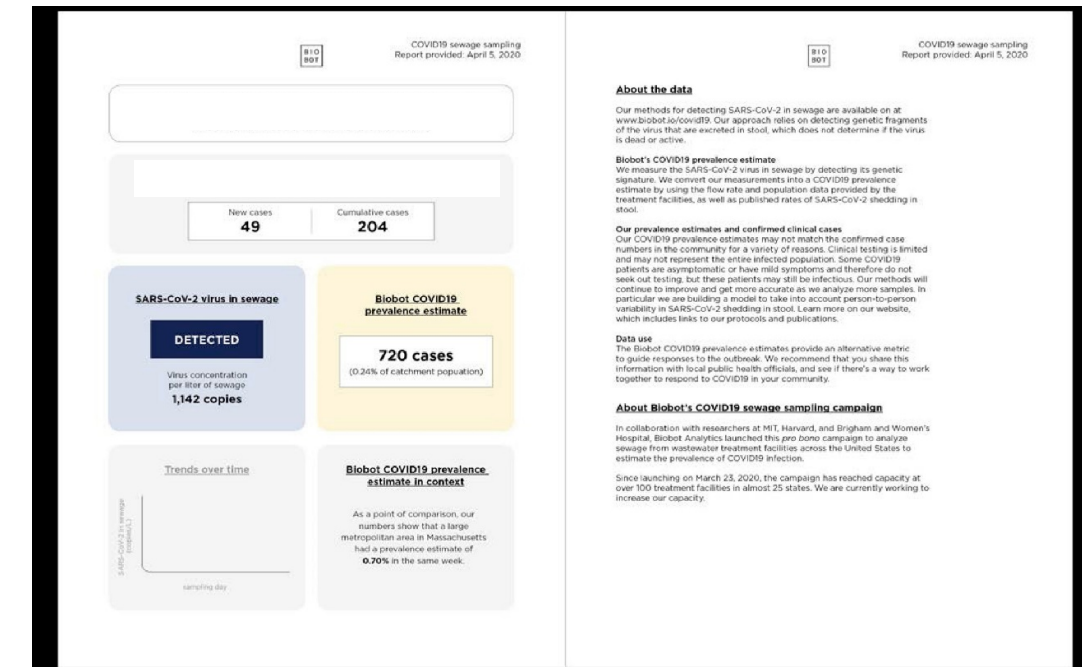 BIO
BOT
COVID19 sewage sampling
Report provided: April 5, 2020
New cases
49
Cumulative cases
204
SARS-CoV-2 virus in sewage
DETECTED
Virus concentration
per liter of sewage
1,142 copies
Biobot COVID19
prevalence estimate
720 cases
(0.24% of catchment popuation)
Trends over time
SARS-CoV-2 in sewage
(copies/L)
sampling day
Biobot COVID19 prevalence
estimate in context
As a point of comparison, our
numbers show that a large
metropolitan area in Massachusetts
had a prevalence estimate of
0.70% in the same week.
BIO
BOT
COVID19 sewage sampling
Report provided: April 5, 2020
About the data
Our methods for detecting SARS-CoV-2 in sewage are available on at
www.biobot.io/covid19. Our approach relies on detecting genetic fragments
of the virus that are excreted in stool, which does not determine if the virus
is dead or active.
Biobot's COVID19 prevalence estimate
We measure the SARS-CoV-2 virus in sewage by detecting its genetic
signature. We convert our measurements into a COVID19 prevalence
estimate by using the flow rate and population data provided by the
treatment facilities, as well as published rates of SARS-CoV-2 shedding in
stool.
Our prevalence estimates and confirmed clinical cases
Our COVID19 prevalence estimates may not match the confirmed case
numbers in the community for a variety of reasons. Clinical testing is limited
and may not represent the entire infected population. Some COVID19
patients are asymptomatic or have mild symptoms and therefore do not
seek out testing, but these patients may still be infectious. Our methods will
continue to improve and get more accurate as we analyze more samples. In
particular we are building a model to take into account person-to-person
variability in SARS-CoV-2 shedding in stool. Learn more on our website,
which includes links to our protocols and publications.
Data use
The Biobot COVID19 prevalence estimates provide an alternative metric
to guide responses to the outbreak. We recommend that you share this
information with local public health officials, and see if there's a way to work
together to respond to COVID19 in your community.
About Biobot's COVID19 sewage sampling campaign
In collaboration with researchers at MIT, Harvard, and Brigham and Women's
Hospital, Biobot Analytics launched this pro bono campaign to analyze
sewage from wastewater treatment facilities across the United States to
estimate the prevalence of COVID19 infection.
Since launching on March 23, 2020, the campaign has reached capacity at
over 100 treatment facilities in almost 25 states. We are currently working to
increase our capacity.